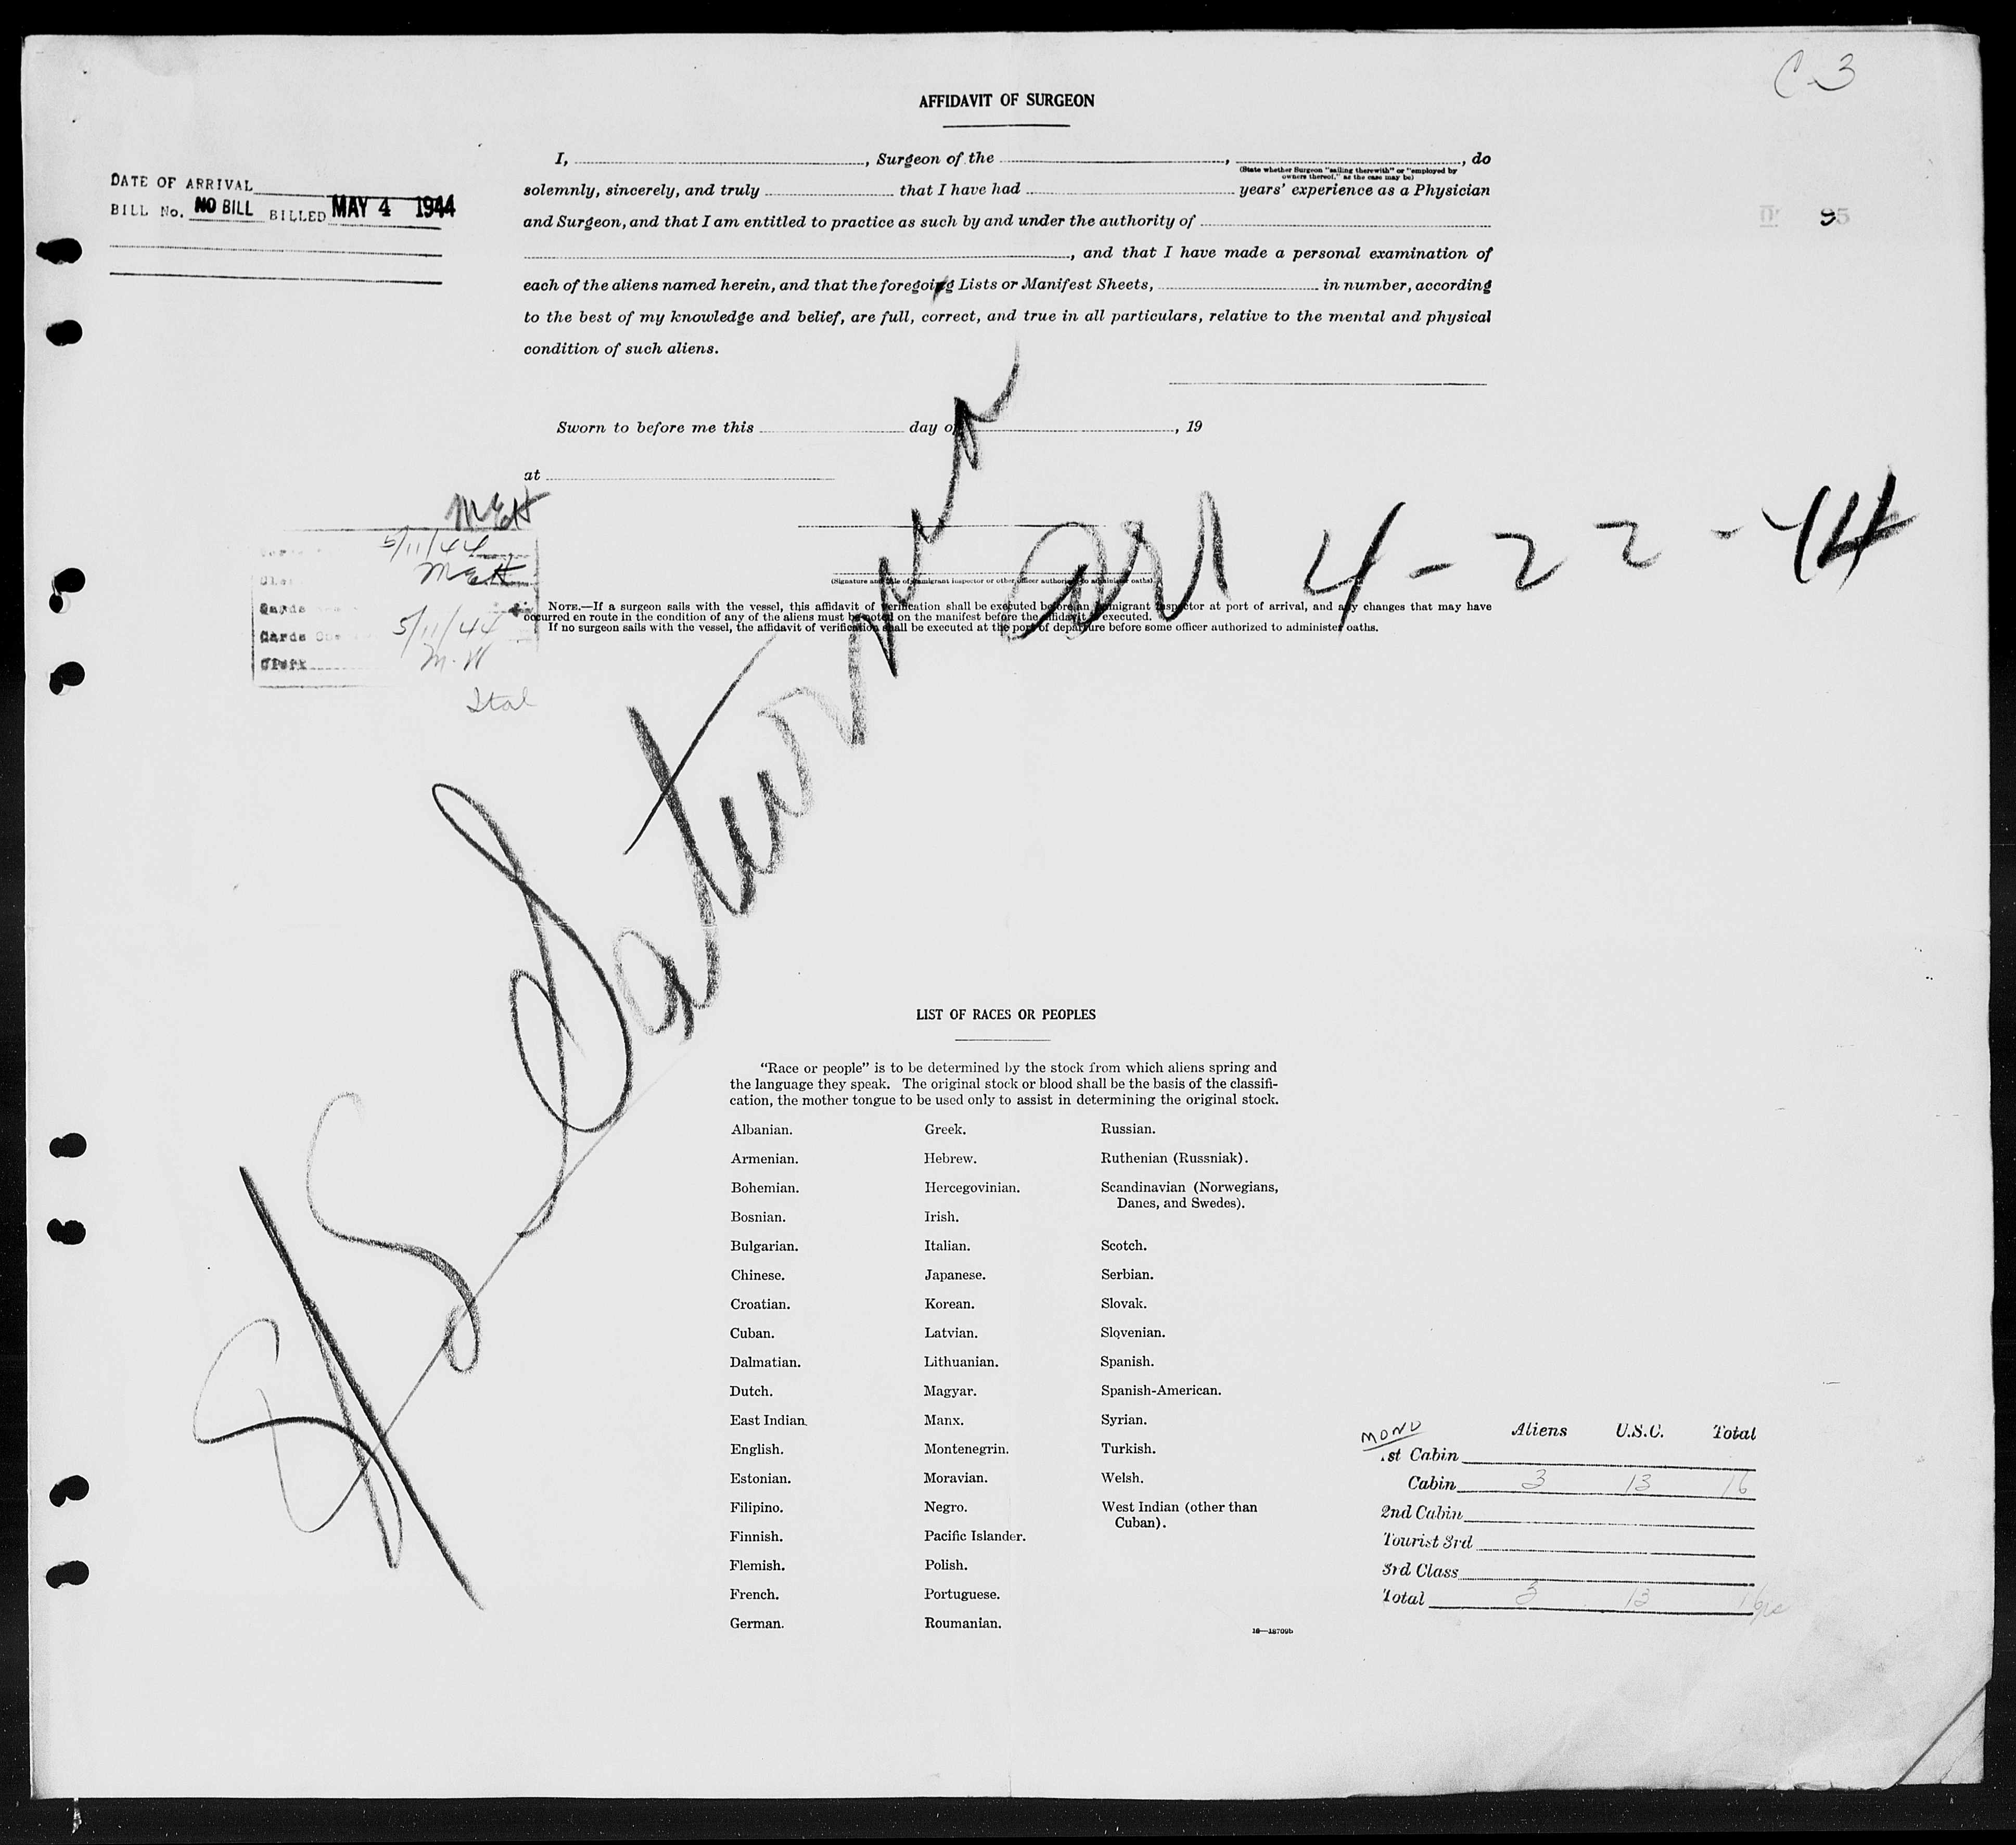 C-3
AFFIDAVIT OF SURGEON
I, , Surgeon of the , , do
(State whether Surgeon "sailing therewith" or "employed by
owners thereof," as the case may be)
solemnly, sincerely, and truly that I have had years' experience as a Physician
and Surgeon, and that I am entitled to practice as such by and under the authority of
, and that I have made a personal examination of
each of the aliens named herein, and that the foregoing Lists or Manifest Sheets, in number, according
to the best of my knowledge and belief, are full, correct, and true in all particulars, relative to the mental and physical
condition of such aliens.
DATE OF ARRIVAL
BILL No. NO BILL BILLED MAY 4 1944
95
Sworn to before me this day of , 19
at
(Signature and title of immigrant inspector or other officer authorized to administer oaths)
NOTE.—If a surgeon sails with the vessel, this affidavit of verification shall be executed before an immigrant inspector at port of arrival, and any changes that may have
occurred en route in the condition of any of the aliens must be noted on the manifest before the affidavit is executed.
If no surgeon sails with the vessel, the affidavit of verification shall be executed at the port of departure before some officer authorized to administer oaths.
5/11/44
Cards
5/11/44
Clerk
M.W
Ital
SS Saturnia
arr 4-22-44
LIST OF RACES OR PEOPLES
"Race or people" is to be determined by the stock from which aliens spring and
the language they speak. The original stock or blood shall be the basis of the classifi-
cation, the mother tongue to be used only to assist in determining the original stock.
Albanian.
Armenian.
Bohemian.
Bosnian.
Bulgarian.
Chinese.
Croatian.
Cuban.
Dalmatian.
Dutch.
East Indian.
English.
Estonian.
Filipino.
Finnish.
Flemish.
French.
German.
Greek.
Hebrew.
Hercegovinian.
Irish.
Italian.
Japanese.
Korean.
Latvian.
Lithuanian.
Magyar.
Manx.
Montenegrin.
Moravian.
Negro.
Pacific Islander.
Polish.
Portuguese.
Roumanian.
Russian.
Ruthenian (Russniak).
Scandinavian (Norwegians,
Danes, and Swedes).
Scotch.
Serbian.
Slovak.
Slovenian.
Spanish.
Spanish-American.
Syrian.
Turkish.
Welsh.
West Indian (other than
Cuban).
16—18709b
MOND Aliens U.S.C. Total
1st Cabin
Cabin 3 13 16
2nd Cabin
Tourist 3rd
3rd Class
Total 3 13 16